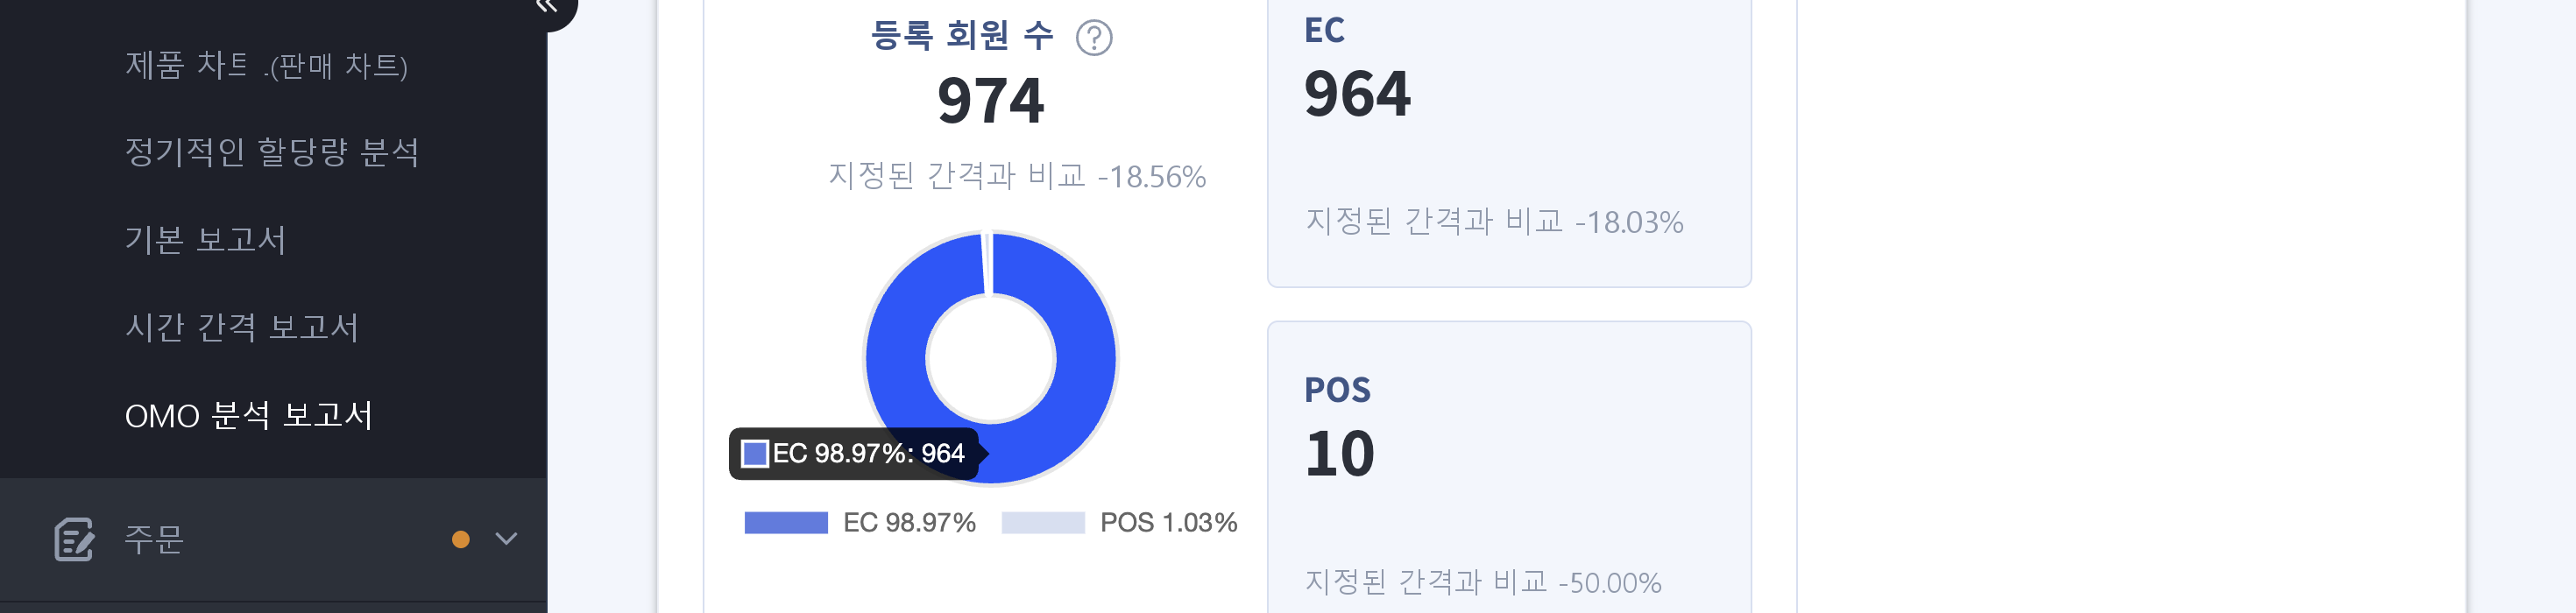 제품 차트 .(판매 차트)
정기적인 할당량 분석
기본 보고서
시간 간격 보고서
OMO 분석 보고서
주문
등록 회원 수
974
지정된 간격과 비교 -18.56%
EC 98.97%: 964
EC 98.97%
POS 1.03%
EC
964
지정된 간격과 비교 -18.03%
POS
10
지정된 간격과 비교 -50.00%